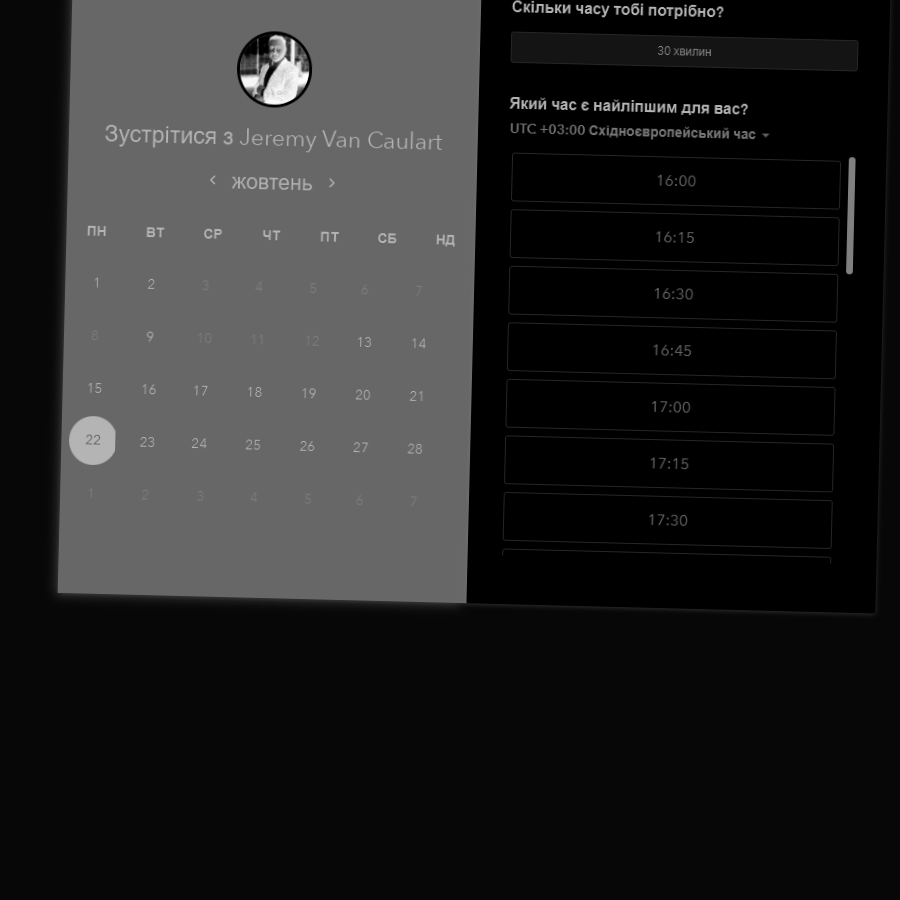 Зустрітися з Jeremy Van Caulart
жовтень
ПН ВТ СР ЧТ ПТ СБ НД
1 2 3 4 5 6 7
8 9 10 11 12 13 14
15 16 17 18 19 20 21
22 23 24 25 26 27 28
1 2 3 4 5 6 7
Скільки часу тобі потрібно?
30 хвилин
Який час є найліпшим для вас?
UTC +03:00 Східноєвропейський час
16:00
16:15
16:30
16:45
17:00
17:15
17:30